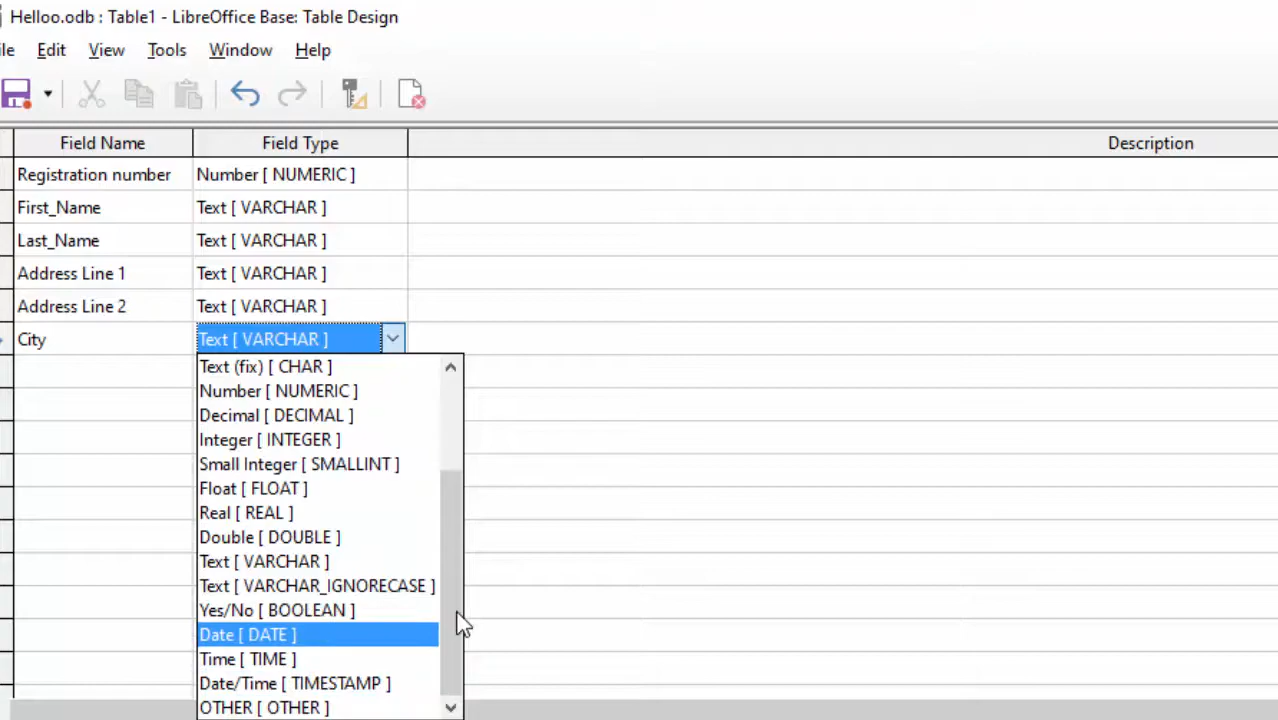 Helloo.odb : Table1 - LibreOffice Base: Table Design
ile Edit View Tools Window Help
Field Name Field Type Description
Registration number Number [ NUMERIC ]
First_Name Text [ VARCHAR ]
Last_Name Text [ VARCHAR ]
Address Line 1 Text [ VARCHAR ]
Address Line 2 Text [ VARCHAR ]
City Text [ VARCHAR ]
Text (fix) [ CHAR ]
Number [ NUMERIC ]
Decimal [ DECIMAL ]
Integer [ INTEGER ]
Small Integer [ SMALLINT ]
Float [ FLOAT ]
Real [ REAL ]
Double [ DOUBLE ]
Text [ VARCHAR ]
Text [ VARCHAR_IGNORECASE ]
Yes/No [ BOOLEAN ]
Date [ DATE ]
Time [ TIME ]
Date/Time [ TIMESTAMP ]
OTHER [ OTHER ]